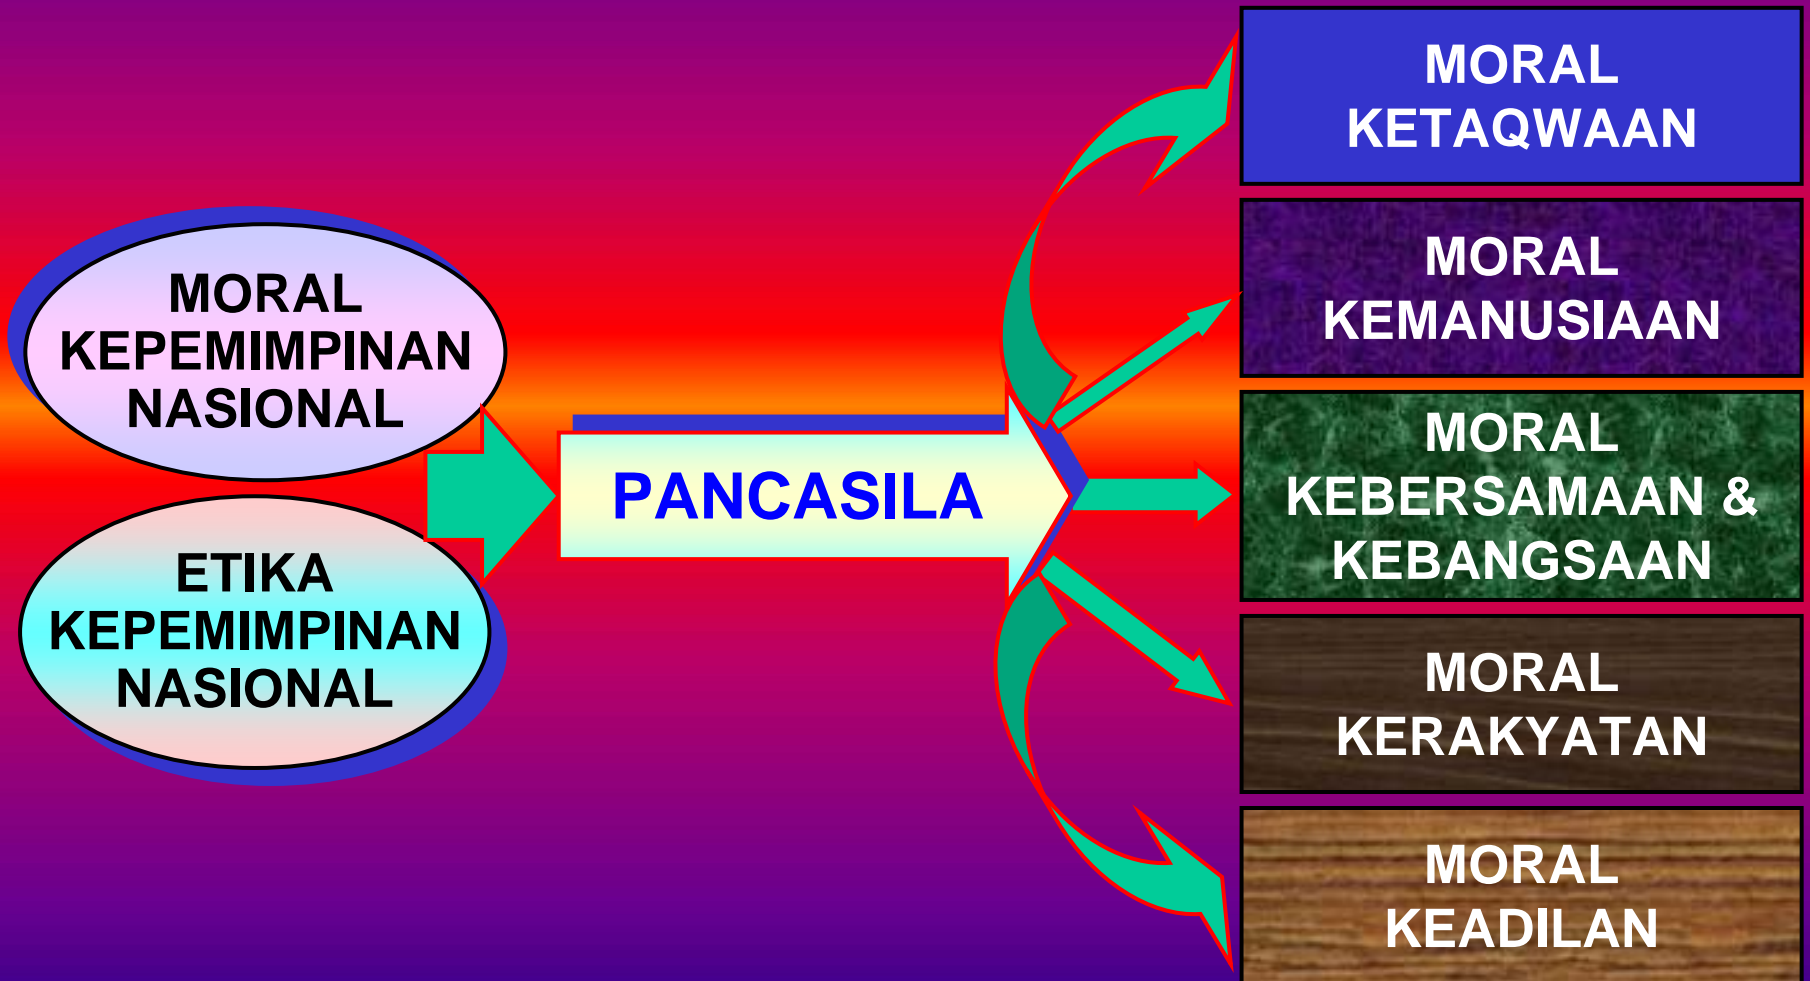 MORAL
KEPEMIMPINAN
NASIONAL
ETIKA
KEPEMIMPINAN
NASIONAL
PANCASILA
MORAL
KETAQWAAN
MORAL
KEMANUSIAAN
MORAL
KEBERSAMAAN &
KEBANGSAAN
MORAL
KERAKYATAN
MORAL
KEADILAN